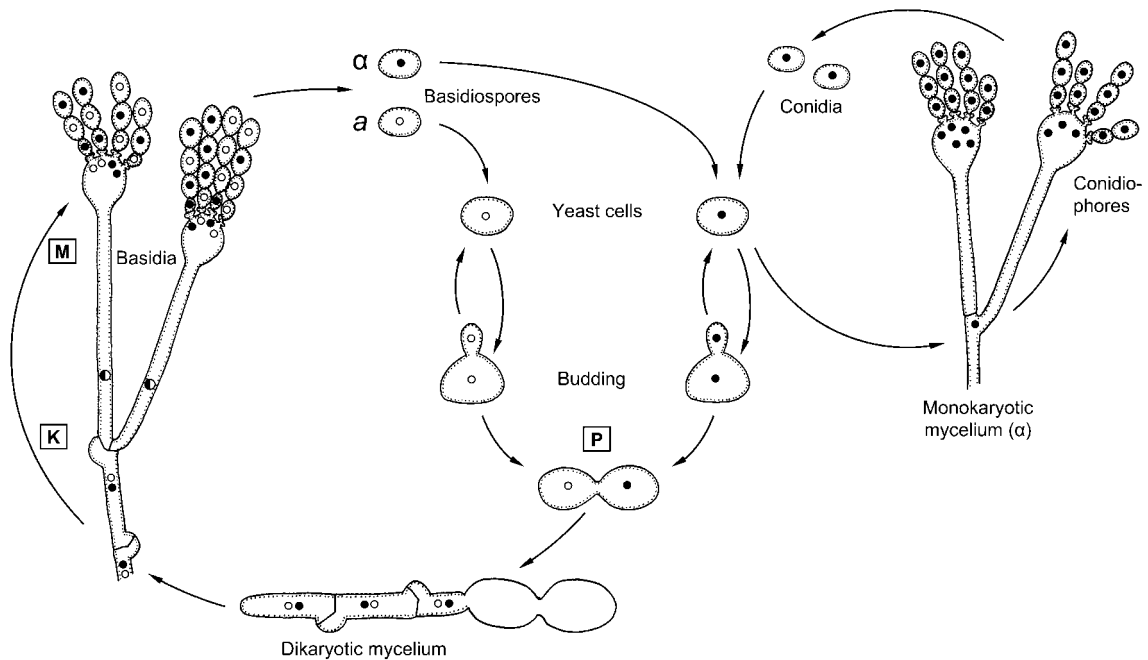 α
Basidiospores
a
Conidia
Conidio-
phores
Yeast cells
M
Basidia
Budding
Monokaryotic
mycelium (α)
K
P
Dikaryotic mycelium